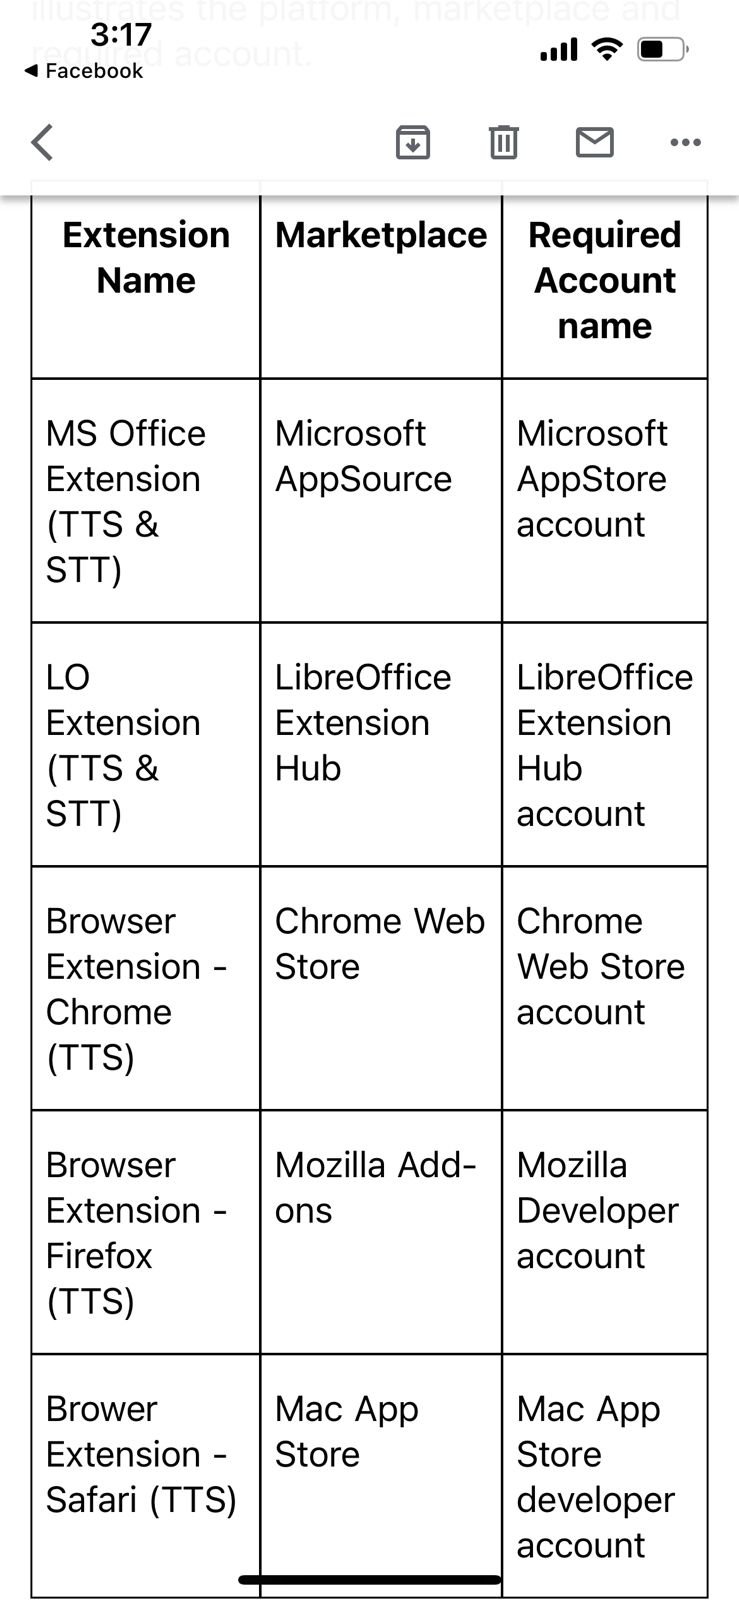 illustrates the platform, marketplace and
required account.
3:17
◀ Facebook
Extension
Name
Marketplace
Required
Account
name
MS Office
Extension
(TTS &
STT)
Microsoft
AppSource
Microsoft
AppStore
account
LO
Extension
(TTS &
STT)
LibreOffice
Extension
Hub
LibreOffice
Extension
Hub
account
Browser
Extension -
Chrome
(TTS)
Chrome Web
Store
Chrome
Web Store
account
Browser
Extension -
Firefox
(TTS)
Mozilla Add-
ons
Mozilla
Developer
account
Brower
Extension -
Safari (TTS)
Mac App
Store
Mac App
Store
developer
account